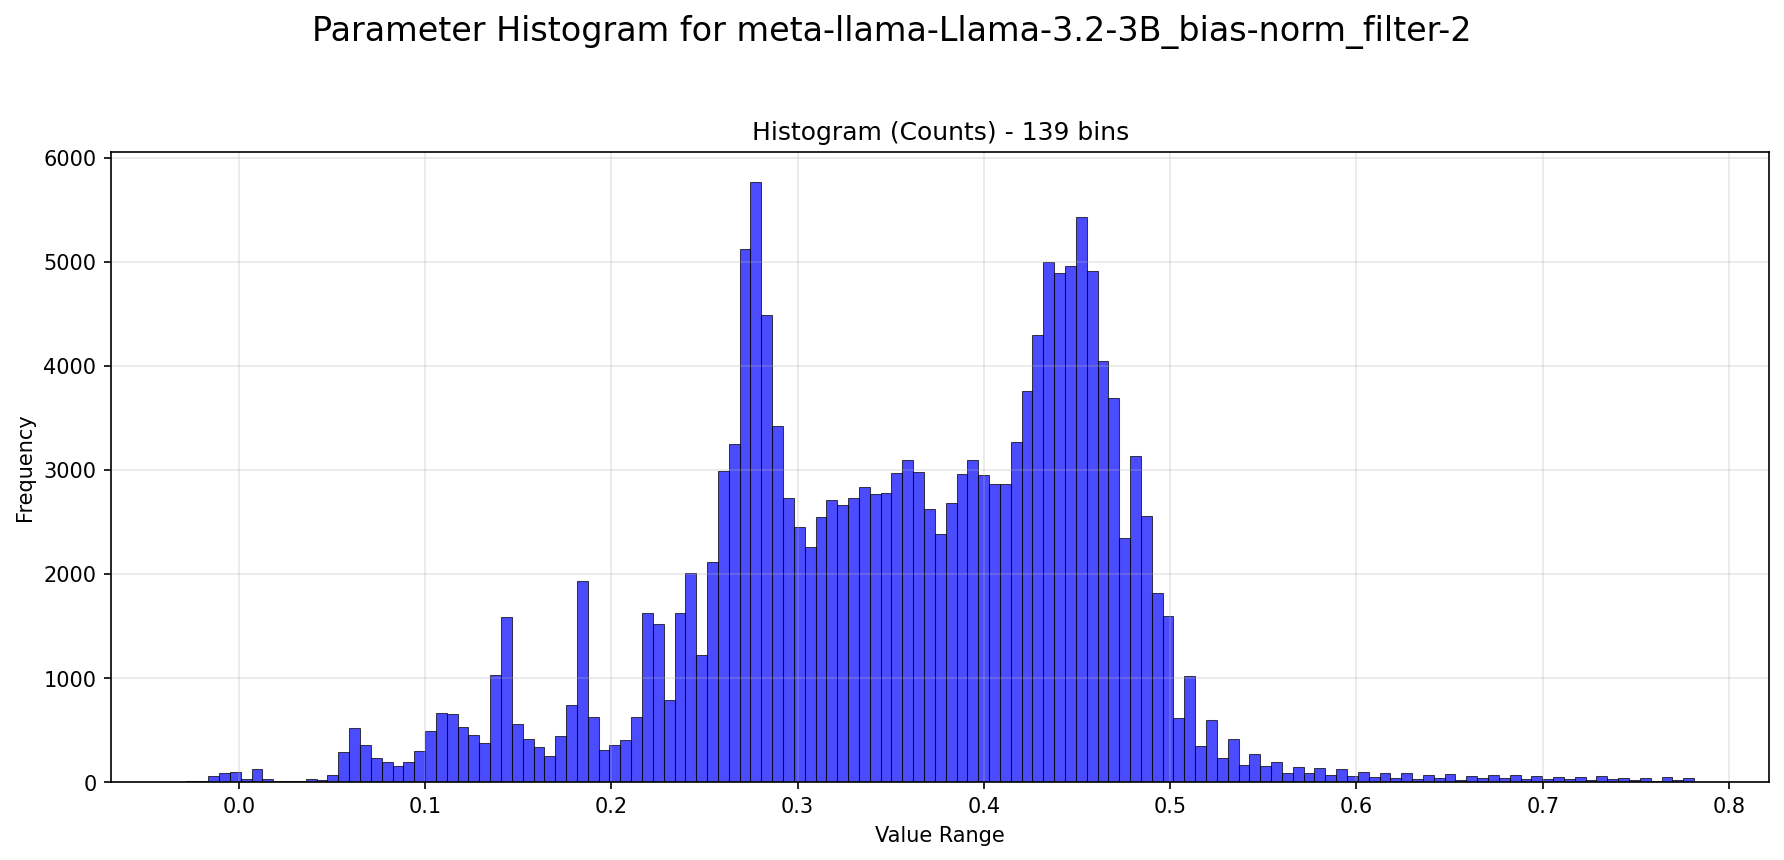 Parameter Histogram for meta-llama-Llama-3.2-3B_bias-norm_filter-2
Histogram (Counts) - 139 bins
6000
5000
4000
3000
2000
1000
0
Frequency
0.0 0.1 0.2 0.3 0.4 0.5 0.6 0.7 0.8
Value Range